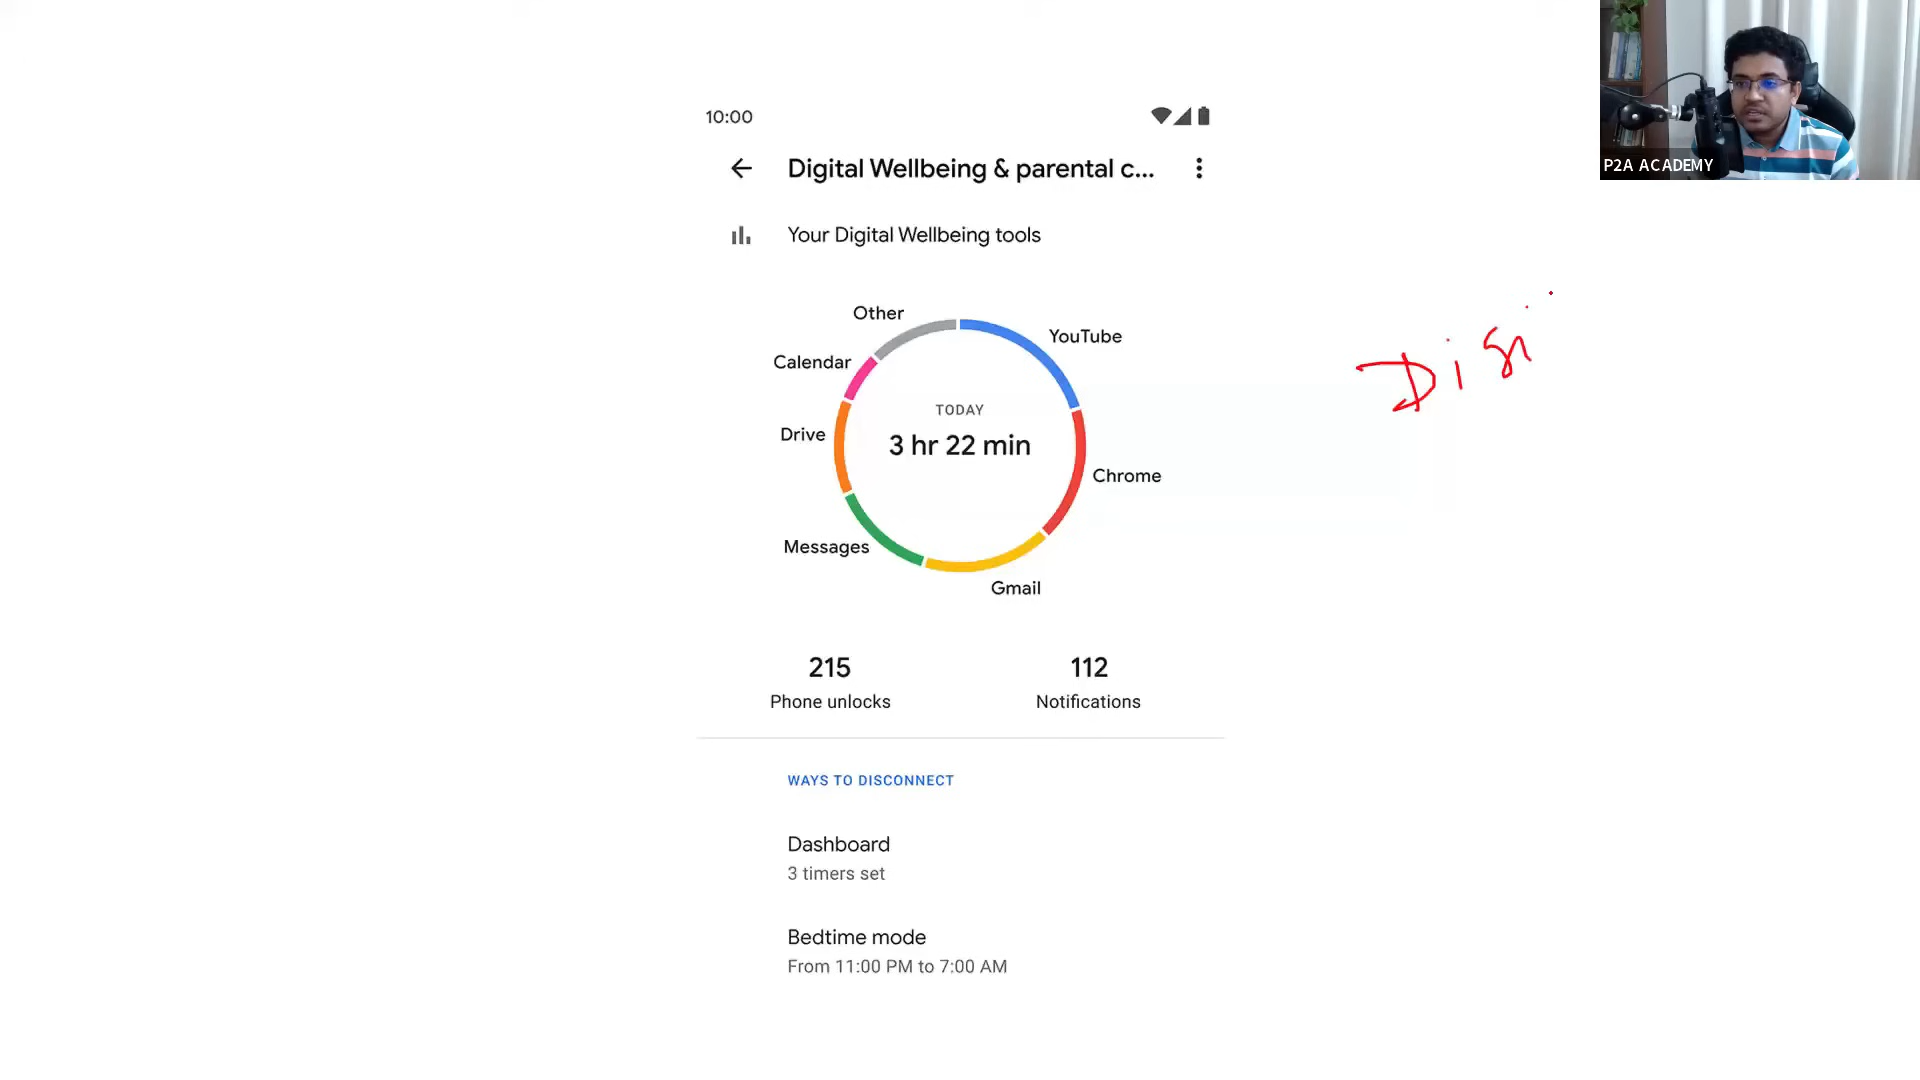 P2A ACADEMY
10:00
Digital Wellbeing & parental c...
Your Digital Wellbeing tools
Other
YouTube
Calendar
TODAY
Drive
3 hr 22 min
Chrome
Messages
Gmail
Digi
215
112
Phone unlocks
Notifications
WAYS TO DISCONNECT
Dashboard
3 timers set
Bedtime mode
From 11:00 PM to 7:00 AM